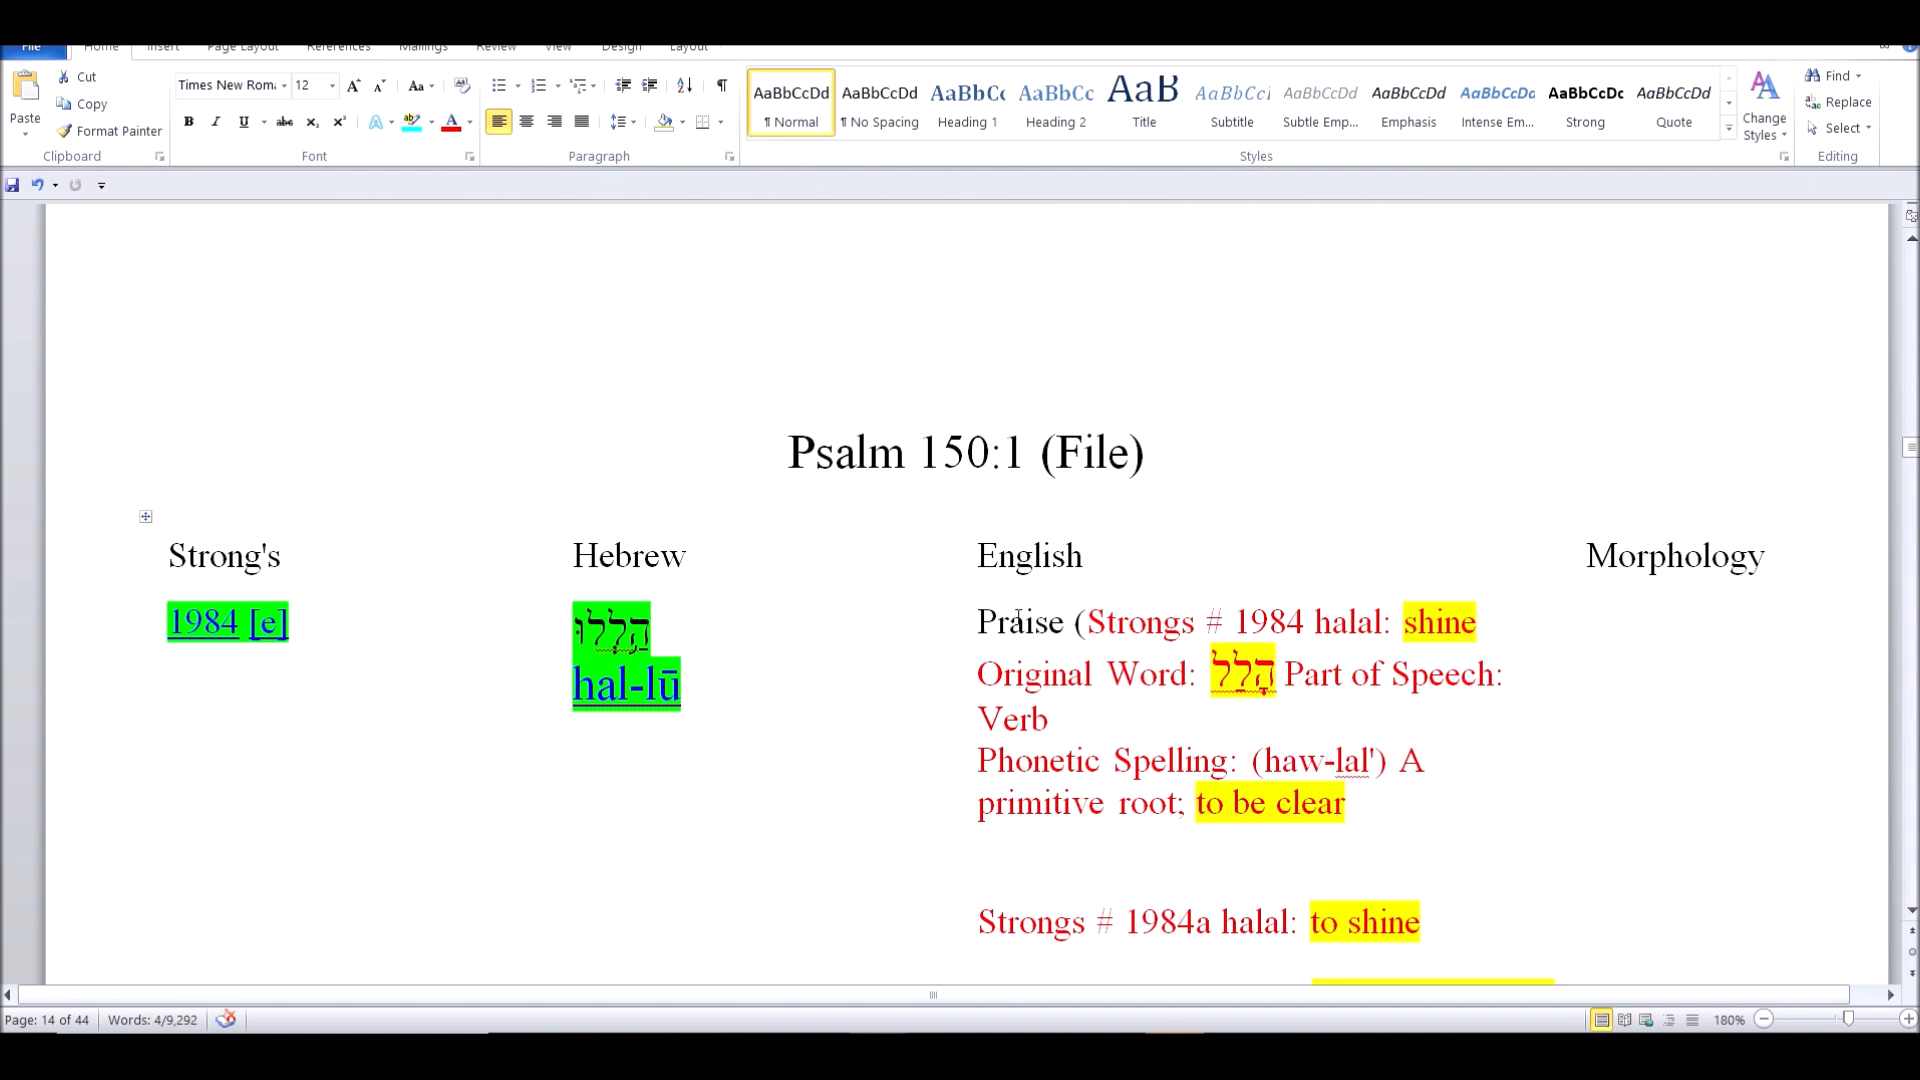 File Home Insert Page Layout References Mailings Review View Design Layout
Cut
Copy
Format Painter
Paste
Times New Roma 12
AaBbCcDd AaBbCcDd AaBbCc AaBbCc AaB AaBbCcI AaBbCcDd AaBbCcDd AaBbCcDd AaBbCcDc AaBbCcDd
¶ Normal ¶ No Spacing Heading 1 Heading 2 Title Subtitle Subtle Emp... Emphasis Intense Em... Strong Quote
Change
Styles
Find
Replace
Select
Clipboard Font Paragraph Styles Editing
Psalm 150:1 (File)
Strong's Hebrew English Morphology
1984 [e]
הַֽלְלוּ
hal-lū
Praise (Strongs # 1984 halal: shine
Original Word: הָלַל Part of Speech:
Verb
Phonetic Spelling: (haw-lal') A
primitive root; to be clear
Strongs # 1984a halal: to shine
Page: 14 of 44 Words: 4/9,292 180%